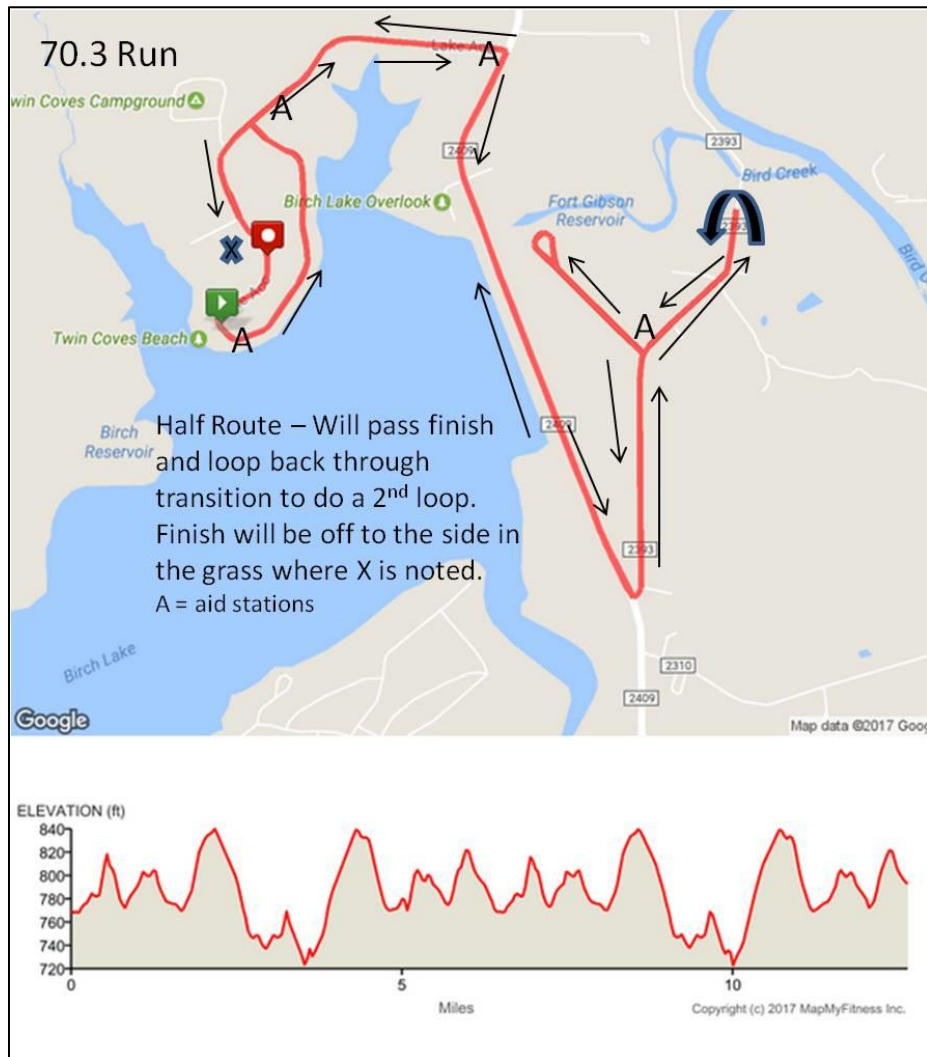 70.3 Run
Lake Acc
A
A
win Coves Campground
2393
2409
Bird Creek
Birch Lake Overlook
Fort Gibson
Reservoir
2393
Bird C
X
e Acc
A
Twin Coves Beach
A
Half Route – Will pass finish
and loop back through
transition to do a 2nd loop.
Finish will be off to the side in
the grass where X is noted.
A = aid stations
Birch
Reservoir
2409
2393
2310
Birch Lake
2409
Google
Map data ©2017 Goog
ELEVATION (ft)
840
820
800
780
760
740
720
0
5
10
Miles
Copyright (c) 2017 MapMyFitness Inc.